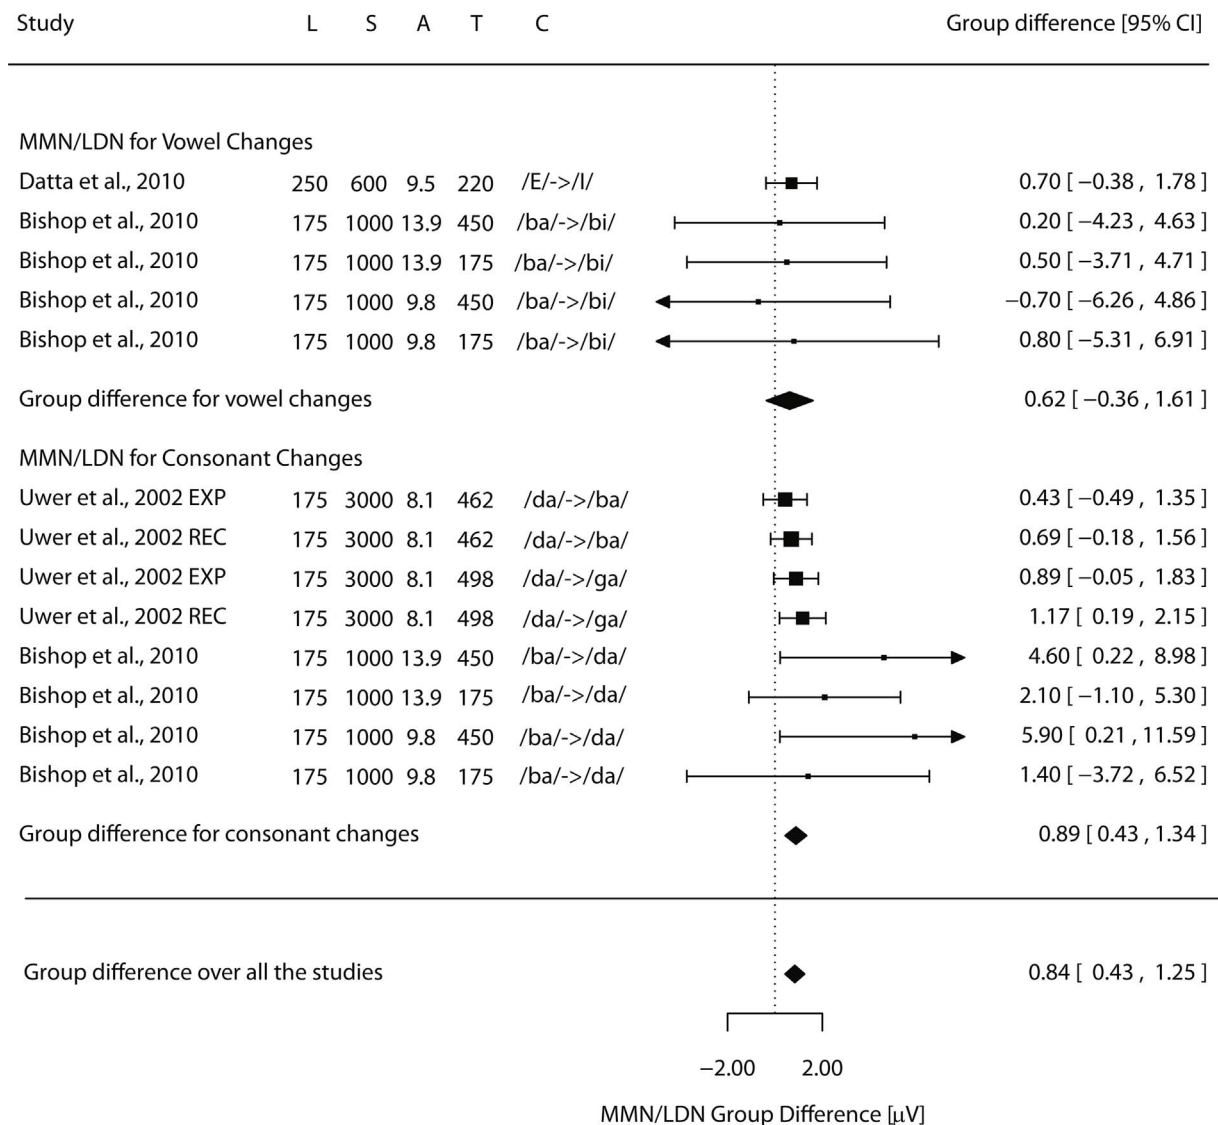 Study L S A T C Group difference [95% CI]
MMN/LDN for Vowel Changes
Datta et al., 2010 250 600 9.5 220 /E/->/I/ 0.70 [ −0.38 , 1.78 ]
Bishop et al., 2010 175 1000 13.9 450 /ba/->/bi/ 0.20 [ −4.23 , 4.63 ]
Bishop et al., 2010 175 1000 13.9 175 /ba/->/bi/ 0.50 [ −3.71 , 4.71 ]
Bishop et al., 2010 175 1000 9.8 450 /ba/->/bi/ −0.70 [ −6.26 , 4.86 ]
Bishop et al., 2010 175 1000 9.8 175 /ba/->/bi/ 0.80 [ −5.31 , 6.91 ]
Group difference for vowel changes 0.62 [ −0.36 , 1.61 ]
MMN/LDN for Consonant Changes
Uwer et al., 2002 EXP 175 3000 8.1 462 /da/->/ba/ 0.43 [ −0.49 , 1.35 ]
Uwer et al., 2002 REC 175 3000 8.1 462 /da/->/ba/ 0.69 [ −0.18 , 1.56 ]
Uwer et al., 2002 EXP 175 3000 8.1 498 /da/->/ga/ 0.89 [ −0.05 , 1.83 ]
Uwer et al., 2002 REC 175 3000 8.1 498 /da/->/ga/ 1.17 [ 0.19 , 2.15 ]
Bishop et al., 2010 175 1000 13.9 450 /ba/->/da/ 4.60 [ 0.22 , 8.98 ]
Bishop et al., 2010 175 1000 13.9 175 /ba/->/da/ 2.10 [ −1.10 , 5.30 ]
Bishop et al., 2010 175 1000 9.8 450 /ba/->/da/ 5.90 [ 0.21 , 11.59 ]
Bishop et al., 2010 175 1000 9.8 175 /ba/->/da/ 1.40 [ −3.72 , 6.52 ]
Group difference for consonant changes 0.89 [ 0.43 , 1.34 ]
Group difference over all the studies 0.84 [ 0.43 , 1.25 ]
−2.00 2.00
MMN/LDN Group Difference [μV]